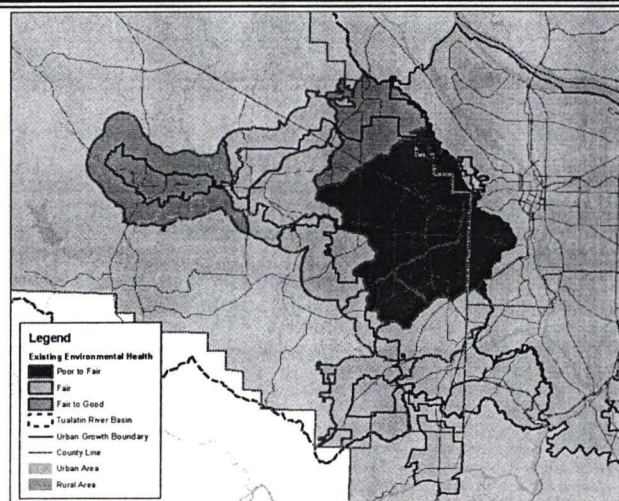 Legend
Existing Environmental Health
Poor to Fair
Fair
Fair to Good
Tualatin River Basin
Urban Growth Boundary
County Line
Urban Area
Rural Area